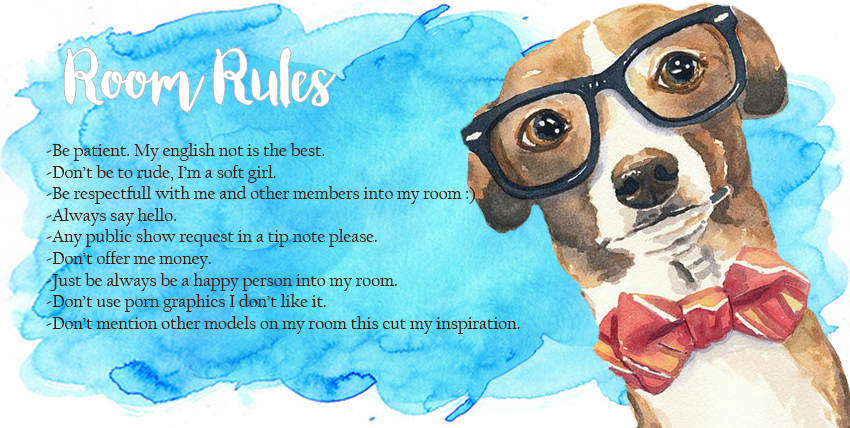 Room Rules
-Be patient. My english not is the best.
-Don't be to rude, I'm a soft girl.
-Be respectfull with me and other members into my room :)
-Always say hello.
-Any public show request in a tip note please.
-Don't offer me money.
-Just be always be a happy person into my room.
-Don't use porn graphics I don't like it.
-Don't mention other models on my room this cut my inspiration.